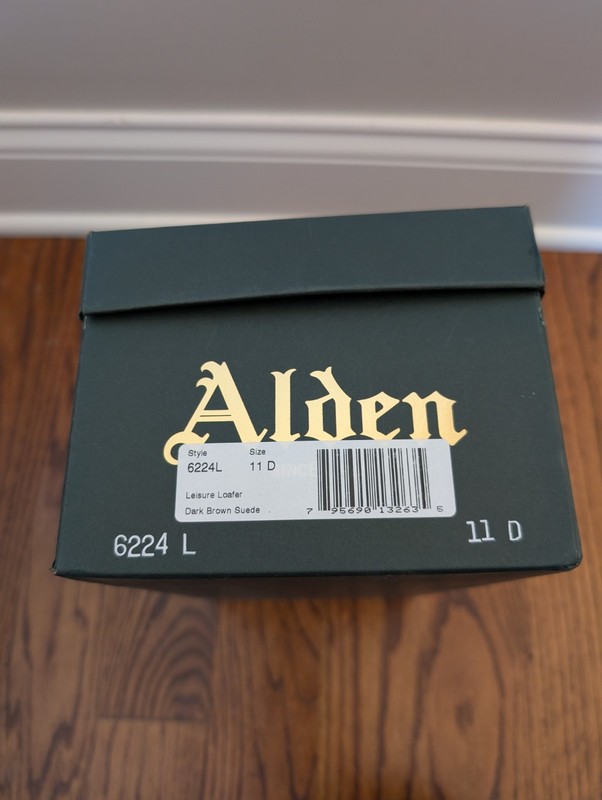 Alden
Style Size
6224L 11 D
Leisure Loafer
Dark Brown Suede
7 95690 13263 5
6224 L 11 D